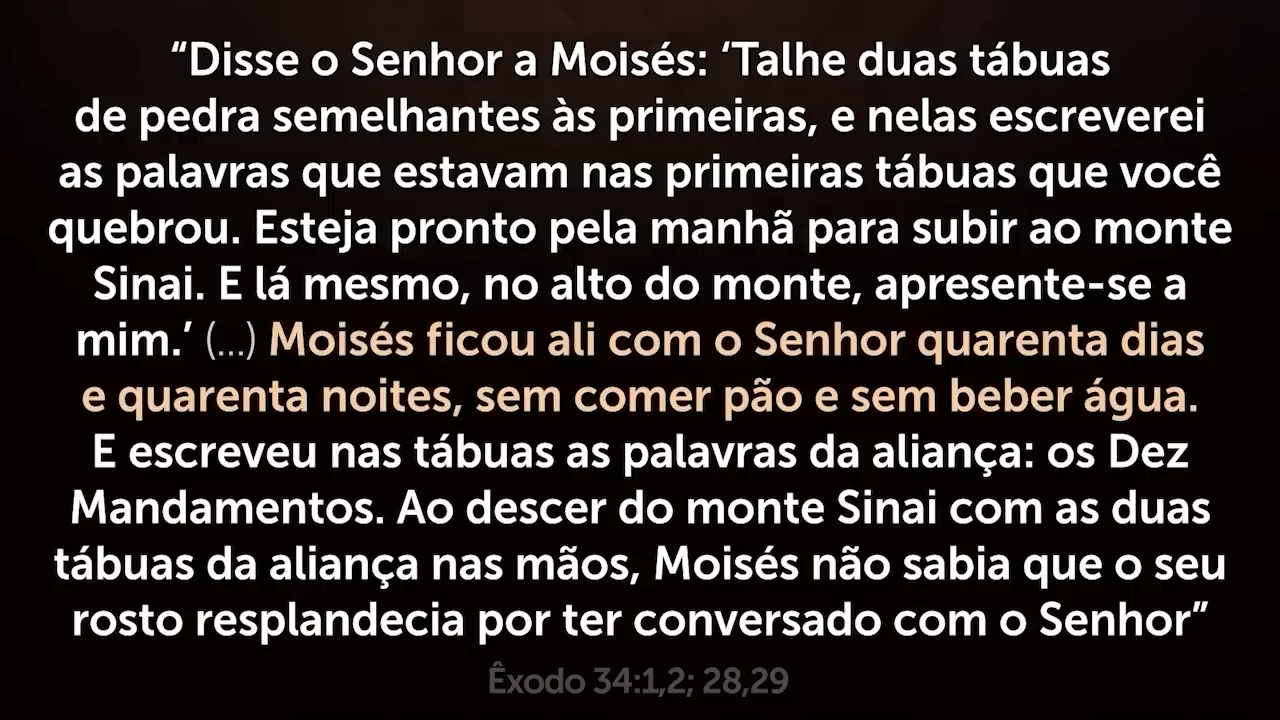 “Disse o Senhor a Moisés: ‘Talhe duas tábuas
de pedra semelhantes às primeiras, e nelas escreverei
as palavras que estavam nas primeiras tábuas que você
quebrou. Esteja pronto pela manhã para subir ao monte
Sinai. E lá mesmo, no alto do monte, apresente-se a
mim.’ (...) Moisés ficou ali com o Senhor quarenta dias
e quarenta noites, sem comer pão e sem beber água.
E escreveu nas tábuas as palavras da aliança: os Dez
Mandamentos. Ao descer do monte Sinai com as duas
tábuas da aliança nas mãos, Moisés não sabia que o seu
rosto resplandecia por ter conversado com o Senhor”
Êxodo 34:1,2; 28,29